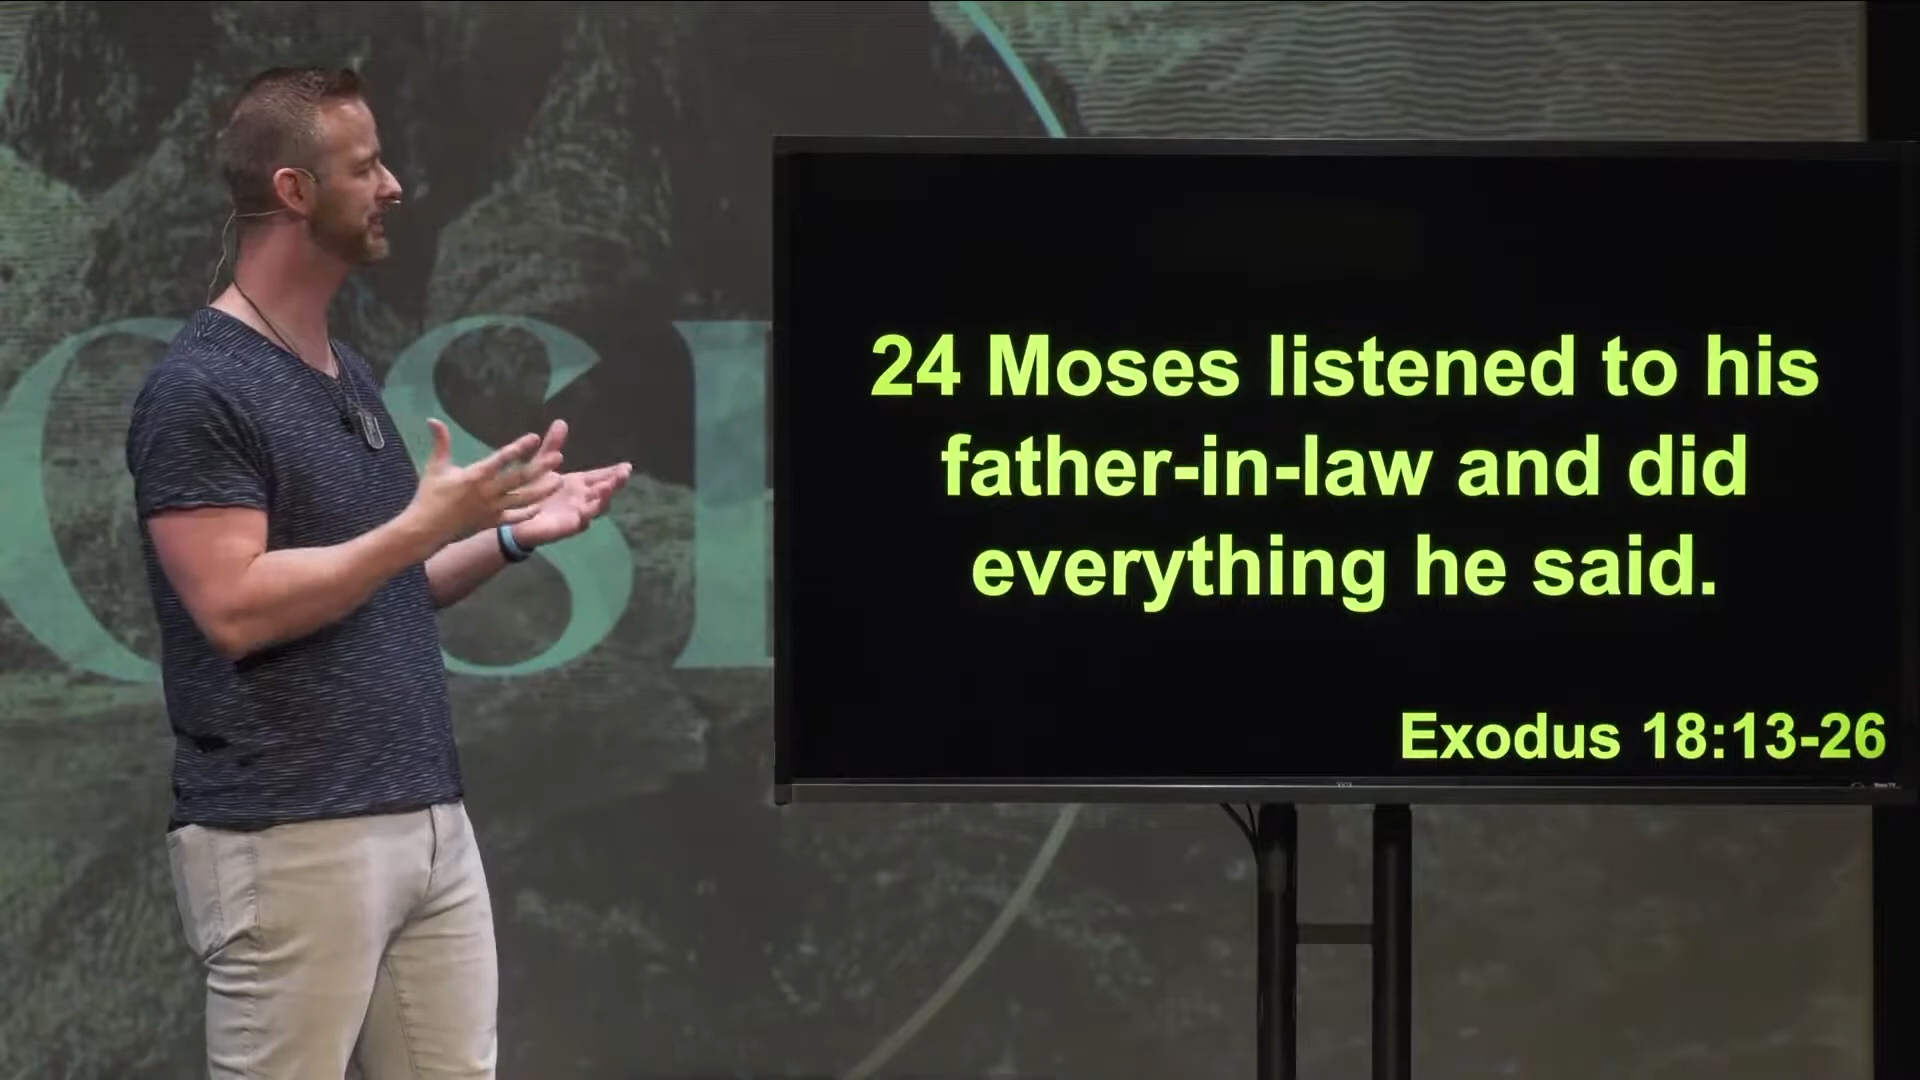 24 Moses listened to his
father-in-law and did
everything he said.
Exodus 18:13-26